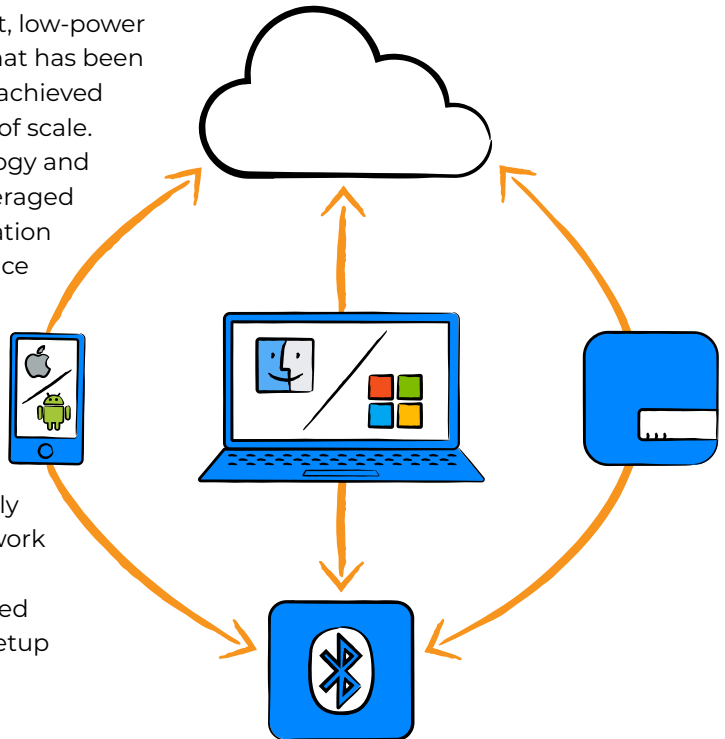 t, low-power
hat has been
achieved
of scale.
ogy and
eraged
ation
ce
ly
work
ed
etup